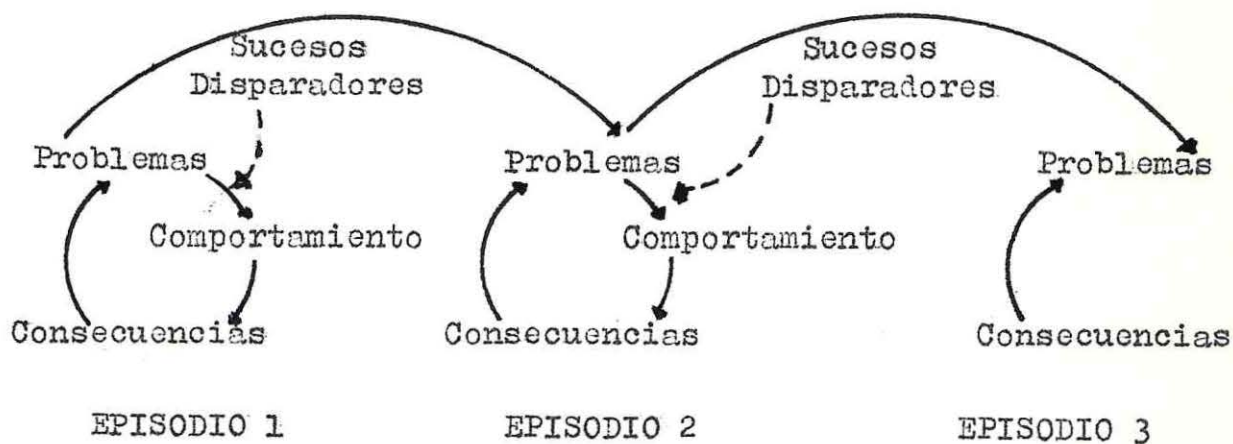 Sucesos
Disparadores
Sucesos
Disparadores
Problemas
Problemas
Problemas
Comportamiento
Comportamiento
Consecuencias
Consecuencias
Consecuencias
EPISODIO 1
EPISODIO 2
EPISODIO 3